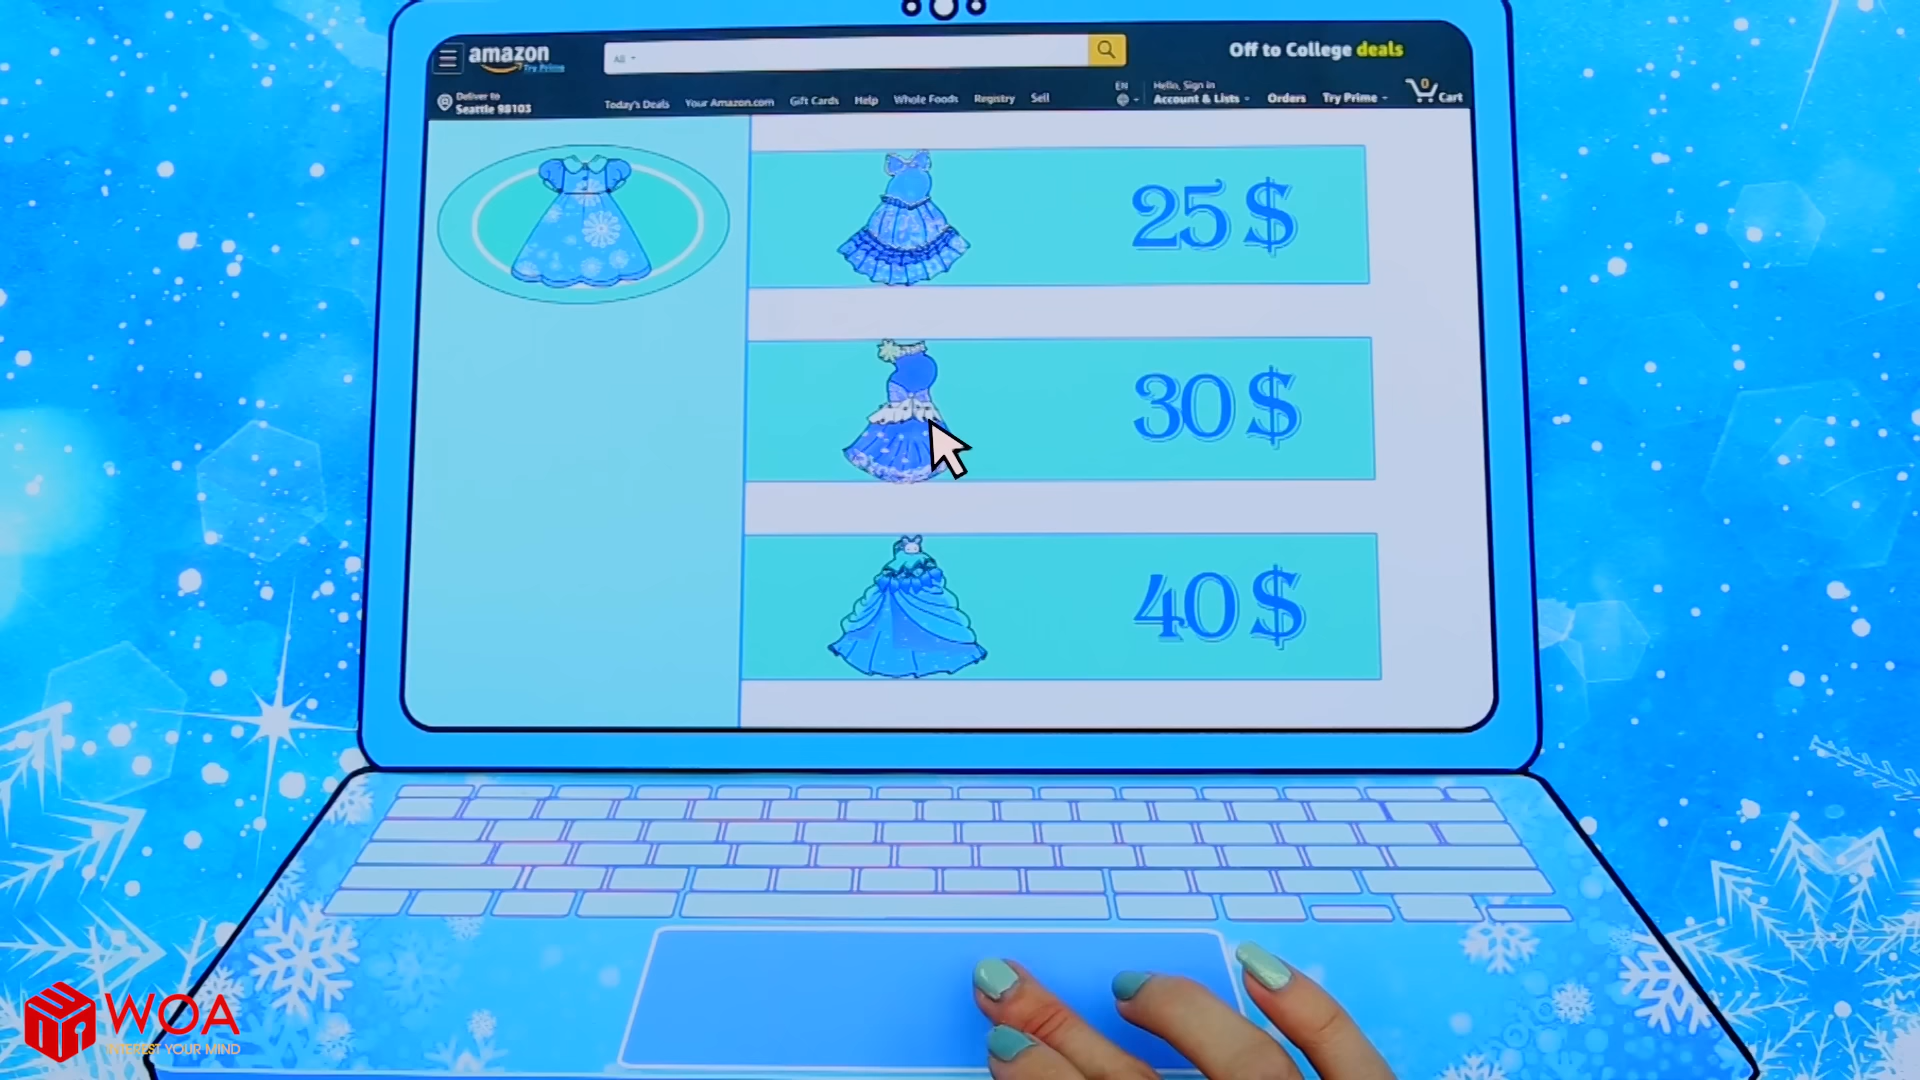 amazon
Try Prime
All
Off to College deals
Deliver to
Seattle 98103
Today's Deals Your Amazon.com Gift Cards Help Whole Foods Registry Sell
EN
Hello, Sign in
Account & Lists
Orders
Try Prime
0
Cart
25$
30$
40$
WOA
INTEREST YOUR MIND